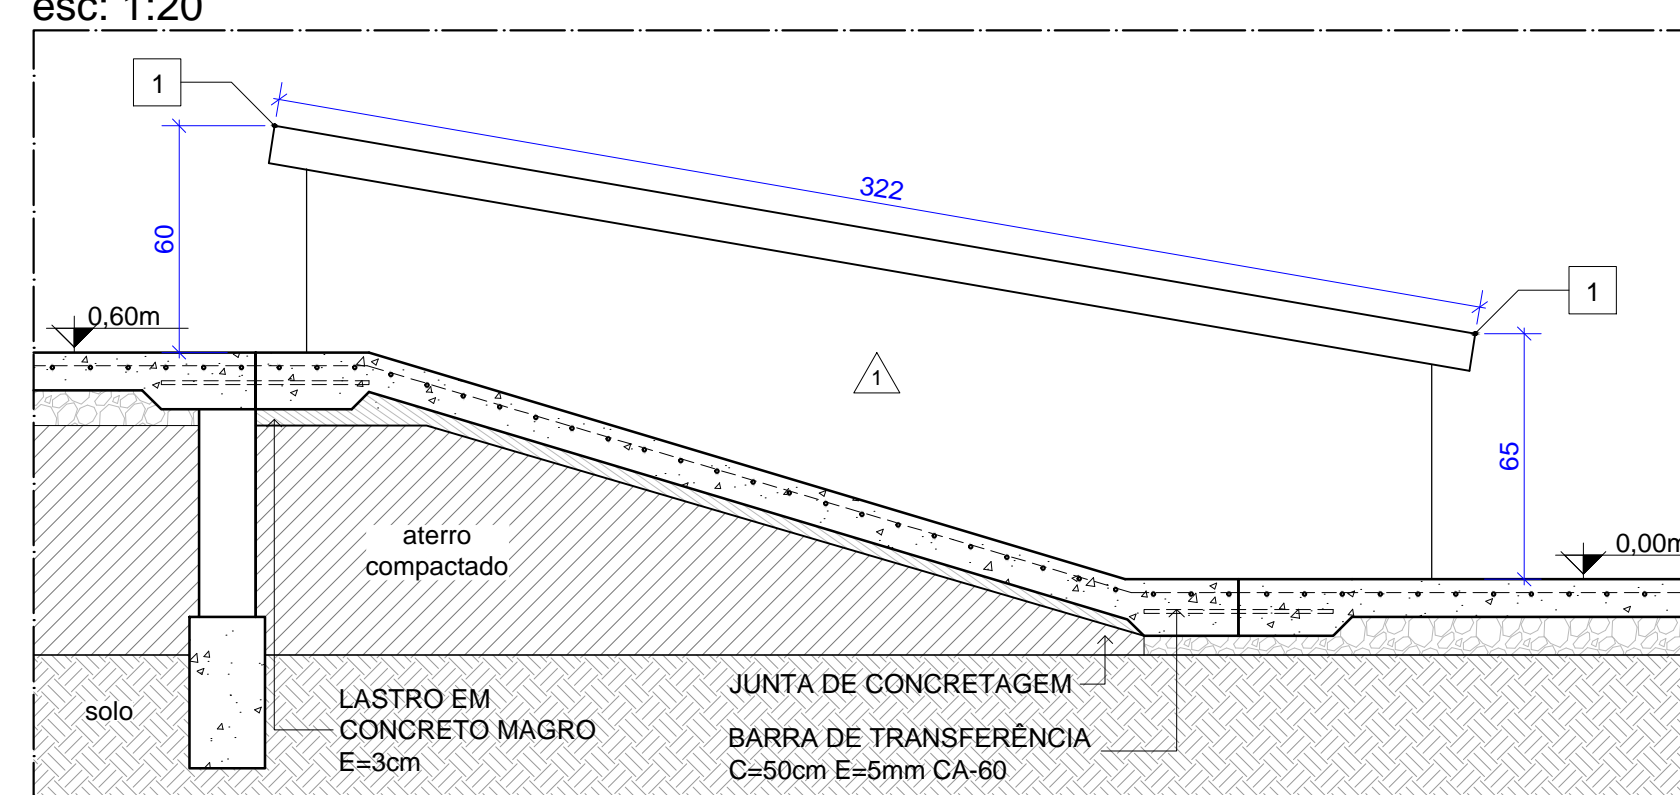 esc: 1:20
1
322
60
1
0,60m
1
65
0,00m
aterro
compactado
solo
LASTRO EM
CONCRETO MAGRO
E=3cm
JUNTA DE CONCRETAGEM
BARRA DE TRANSFERÊNCIA
C=50cm E=5mm CA-60